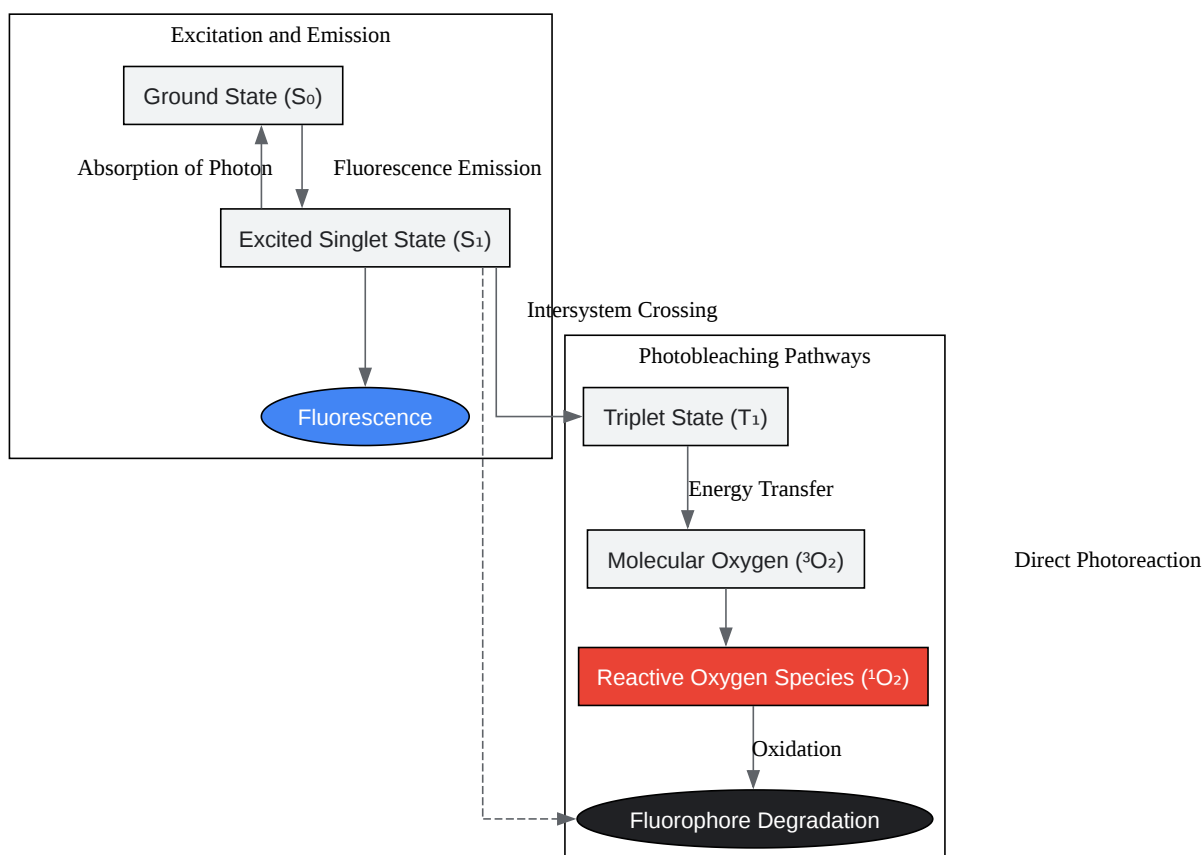 Excitation and Emission
Ground State (S₀)
Absorption of Photon
Fluorescence Emission
Excited Singlet State (S₁)
Intersystem Crossing
Photobleaching Pathways
Fluorescence
Triplet State (T₁)
Energy Transfer
Molecular Oxygen (³O₂)
Direct Photoreaction
Reactive Oxygen Species (¹O₂)
Oxidation
Fluorophore Degradation